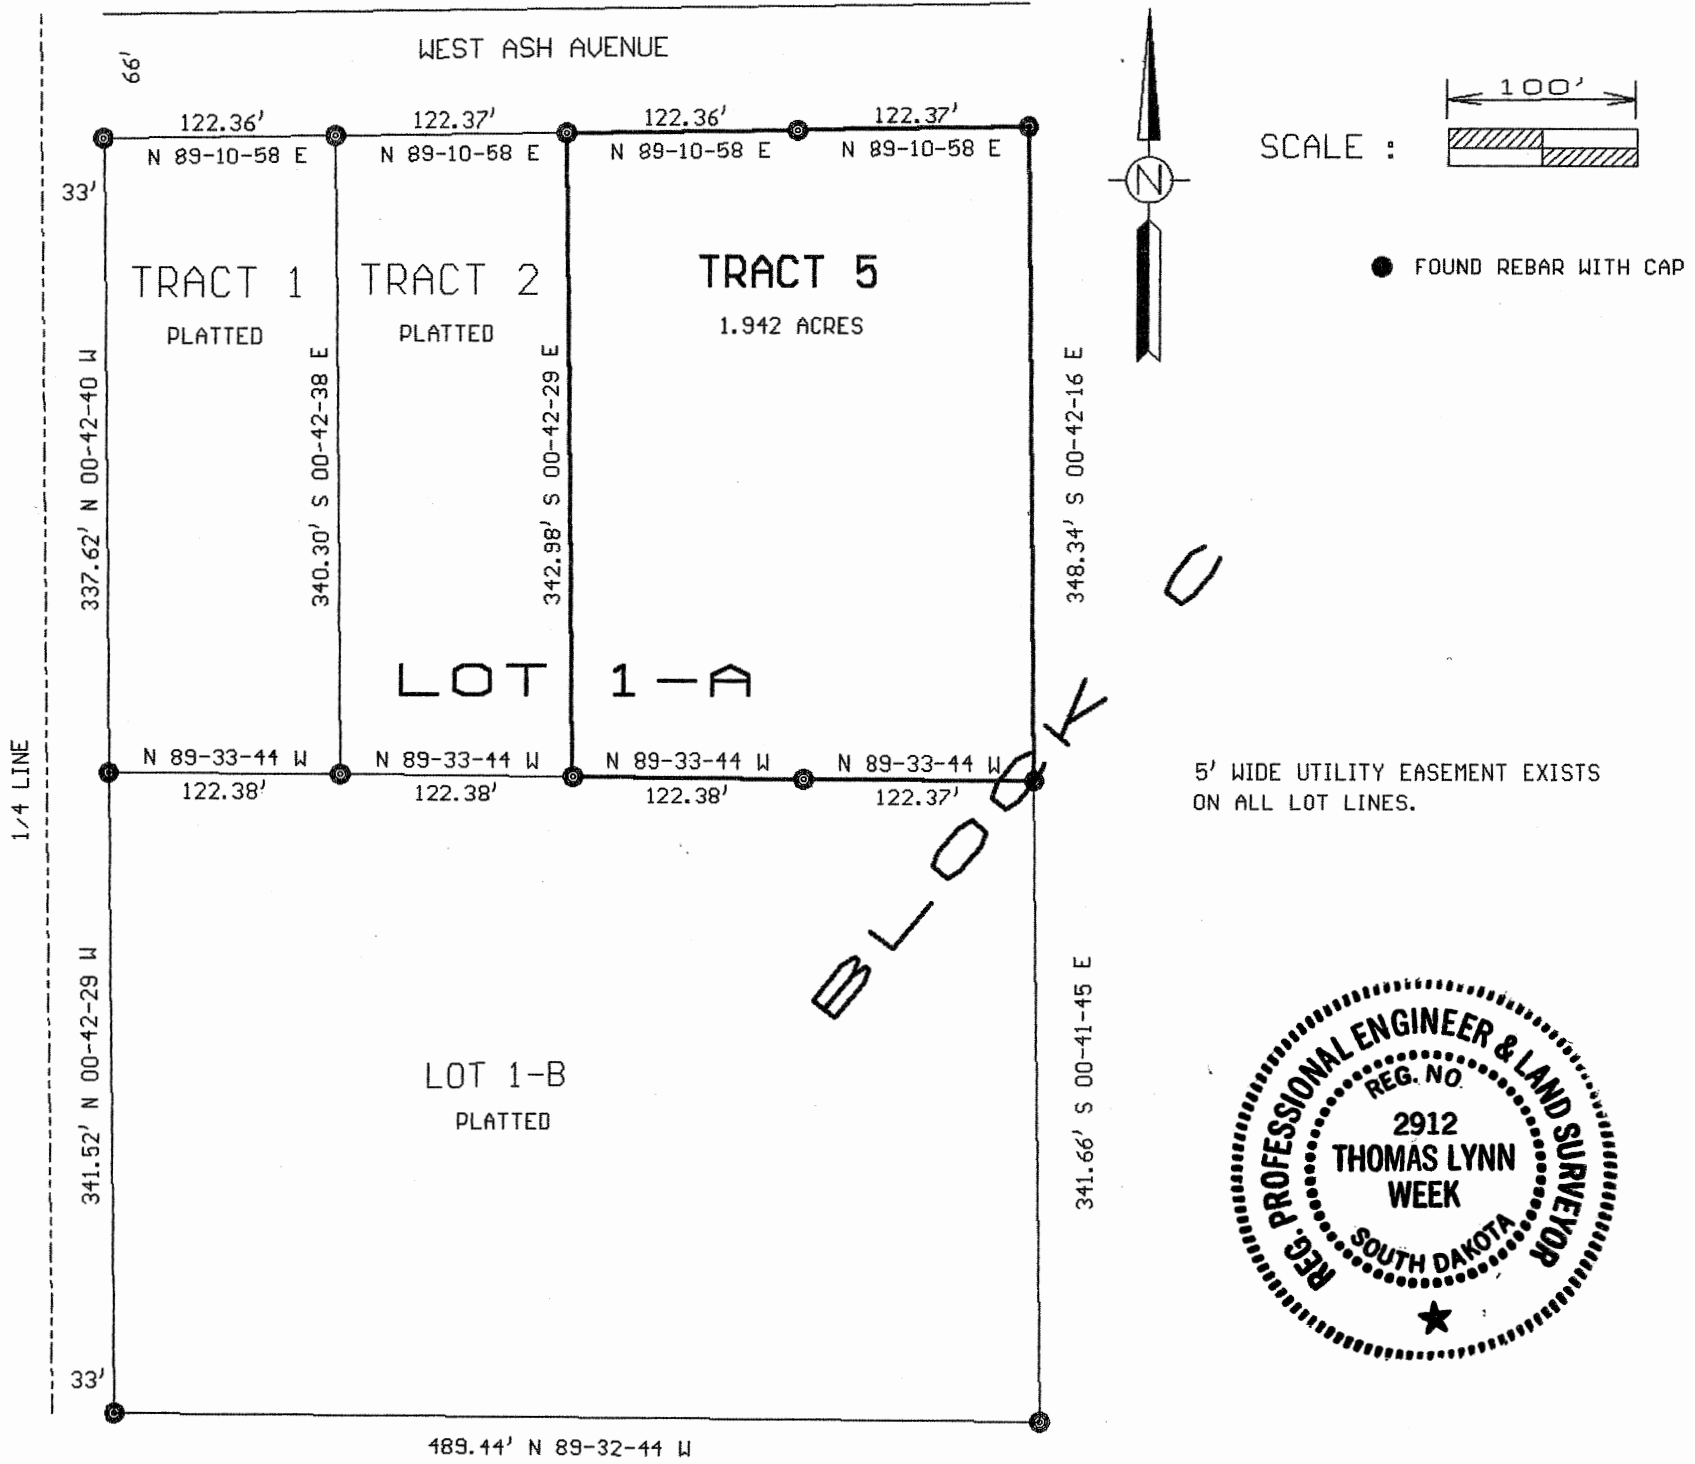 WEST ASH AVENUE
66'
100'
SCALE :
122.36'
122.37'
122.36'
122.37'
N 89-10-58 E
N 89-10-58 E
N 89-10-58 E
N 89-10-58 E
33'
N
FOUND REBAR WITH CAP
TRACT 1
PLATTED
TRACT 2
PLATTED
TRACT 5
1.942 ACRES
337.62' N 00-42-40 W
340.30' S 00-42-38 E
342.98' S 00-42-29 E
348.34' S 00-42-16 E
LOT 1-A
BLOCK C
1/4 LINE
N 89-33-44 W
N 89-33-44 W
N 89-33-44 W
N 89-33-44 W
122.38'
122.38'
122.38'
122.37'
5' WIDE UTILITY EASEMENT EXISTS
ON ALL LOT LINES.
341.52' N 00-42-29 W
341.66' S 00-41-45 E
LOT 1-B
PLATTED
REG. PROFESSIONAL ENGINEER & LAND SURVEYOR
REG. NO.
2912
THOMAS LYNN
WEEK
SOUTH DAKOTA
33'
489.44' N 89-32-44 W